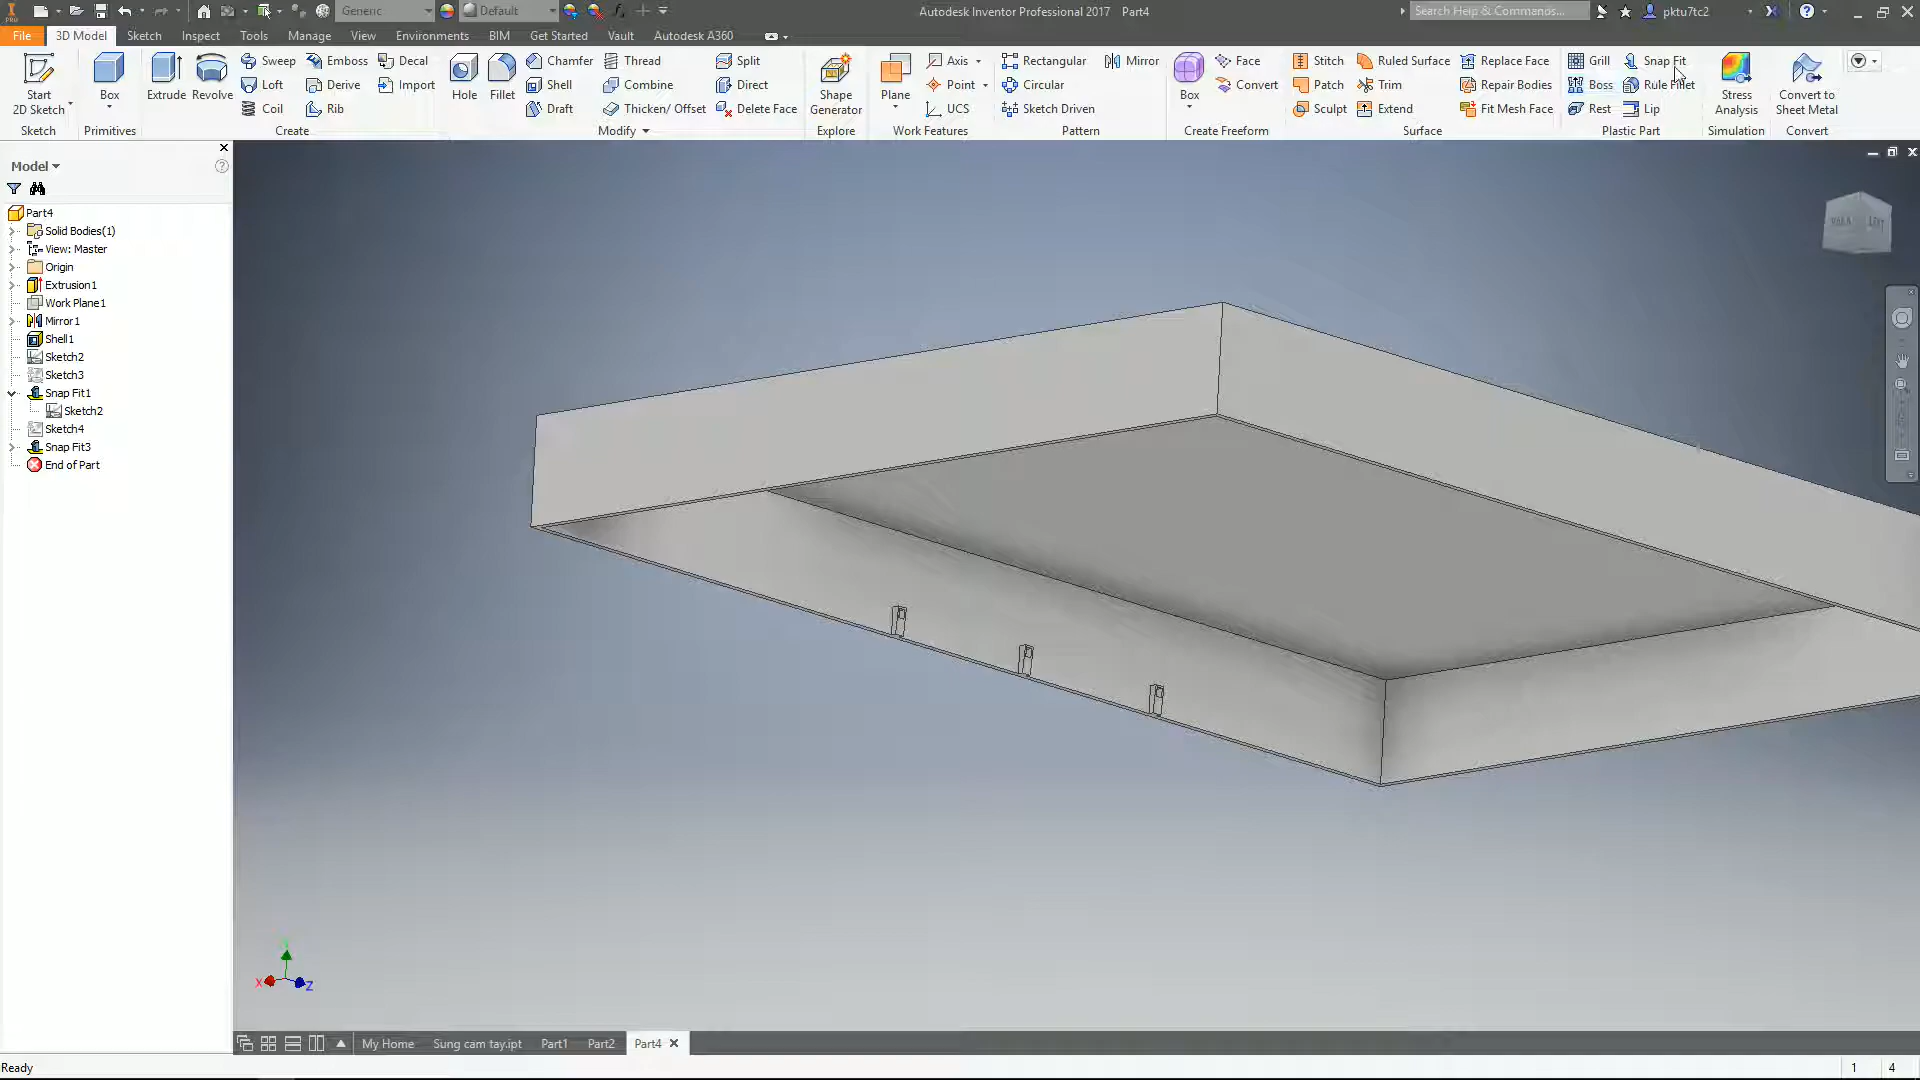 PRO
Generic
Default
Autodesk Inventor Professional 2017 Part4
Search Help & Commands...
pktu7tc2
File
3D Model
Sketch
Inspect
Tools
Manage
View
Environments
BIM
Get Started
Vault
Autodesk A360
Start
2D Sketch
Sketch
Box
Primitives
Extrude
Revolve
Sweep
Emboss
Decal
Loft
Derive
Import
Coil
Rib
Create
Hole
Fillet
Chamfer
Thread
Split
Shell
Combine
Direct
Draft
Thicken/ Offset
Delete Face
Modify
Shape
Generator
Explore
Plane
Axis
Point
UCS
Work Features
Rectangular
Mirror
Circular
Sketch Driven
Pattern
Box
Face
Convert
Create Freeform
Stitch
Ruled Surface
Replace Face
Patch
Trim
Repair Bodies
Sculpt
Extend
Fit Mesh Face
Surface
Grill
Snap Fit
Boss
Rule Fillet
Rest
Lip
Plastic Part
Stress
Analysis
Simulation
Convert to
Sheet Metal
Convert
Model
Part4
Solid Bodies(1)
View: Master
Origin
Extrusion1
Work Plane1
Mirror1
Shell1
Sketch2
Sketch3
Snap Fit1
Sketch2
Sketch4
Snap Fit3
End of Part
LEFT
X
Z
My Home
Sung cam tay.ipt
Part1
Part2
Part4
Ready
1
4